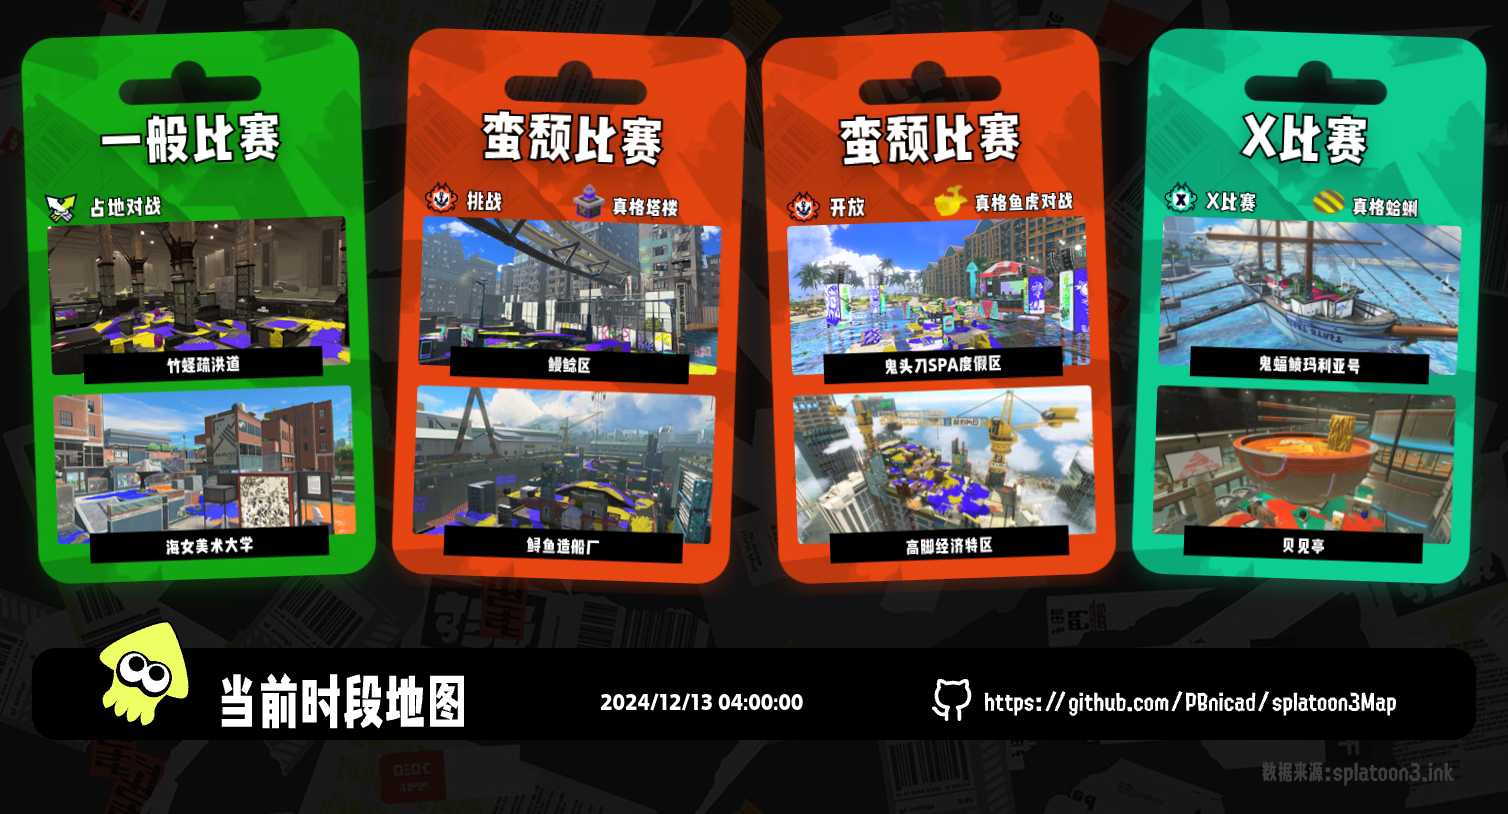 一般比赛
占地对战
竹蛏疏洪道
海女美术大学
蛮颓比赛
挑战
真格塔楼
鳗鲶区
鲟鱼造船厂
蛮颓比赛
开放
真格鱼虎对战
鬼头刀SPA度假区
高脚经济特区
X比赛
X比赛
真格蛤蜊
鬼蝠鲼玛利亚号
贝见亭
当前时段地图
2024/12/13 04:00:00
https://github.com/PBnicad/splatoon3Map
数据来源:splatoon3.ink